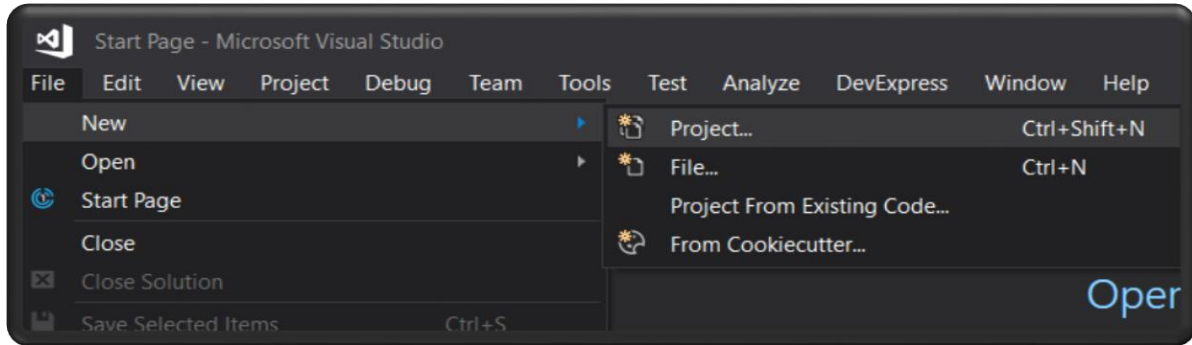 Start Page - Microsoft Visual Studio
File Edit View Project Debug Team Tools Test Analyze DevExpress Window Help
New
Open
Start Page
Close
Close Solution
Save Selected Items Ctrl+S
Project... Ctrl+Shift+N
File... Ctrl+N
Project From Existing Code...
From Cookiecutter...
Oper